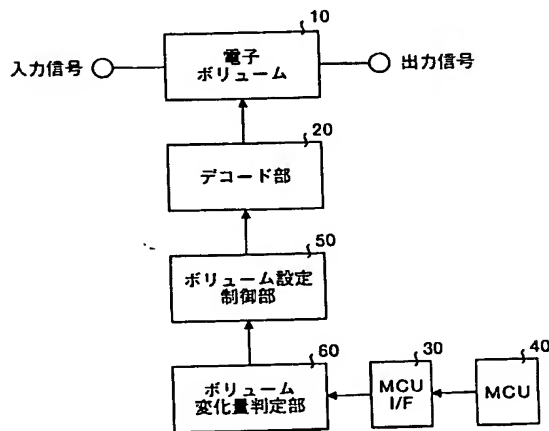 10
電子
ボリューム
入力信号
出力信号
20
デコード部
50
ボリューム設定
制御部
60
ボリューム
変化量判定部
30
MCU
I/F
40
MCU